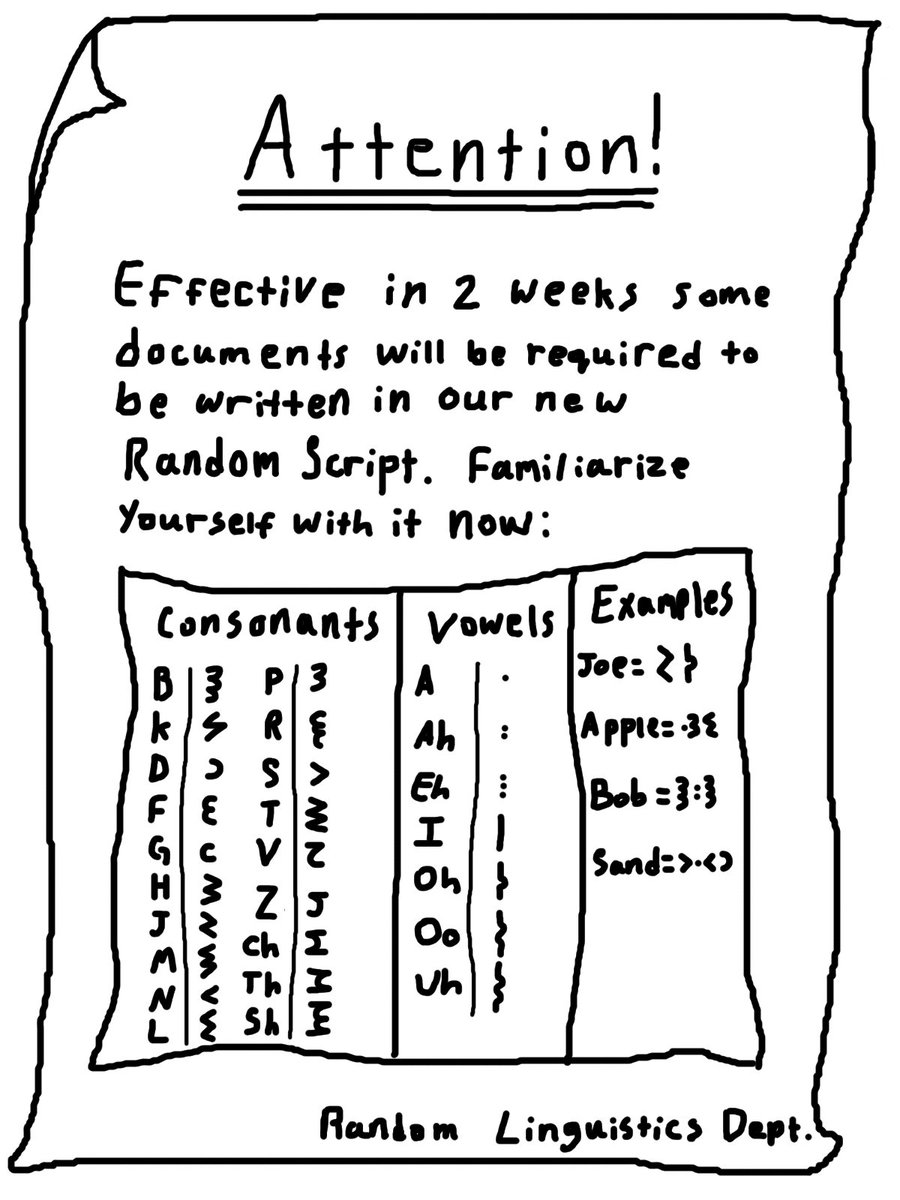 Attention!
Effective in 2 weeks some
documents will be required to
be written in our new
Random Script. Familiarize
Yourself with it now:
Consonants
B P
K R
D S
F T
G V
H Z
J Ch
M Th
N Sh
L
Vowels
A
Ah
Eh
I
Oh
Oo
Uh
Examples
Joe=
Apple=
Bob=
Sand=
Random Linguistics Dept.